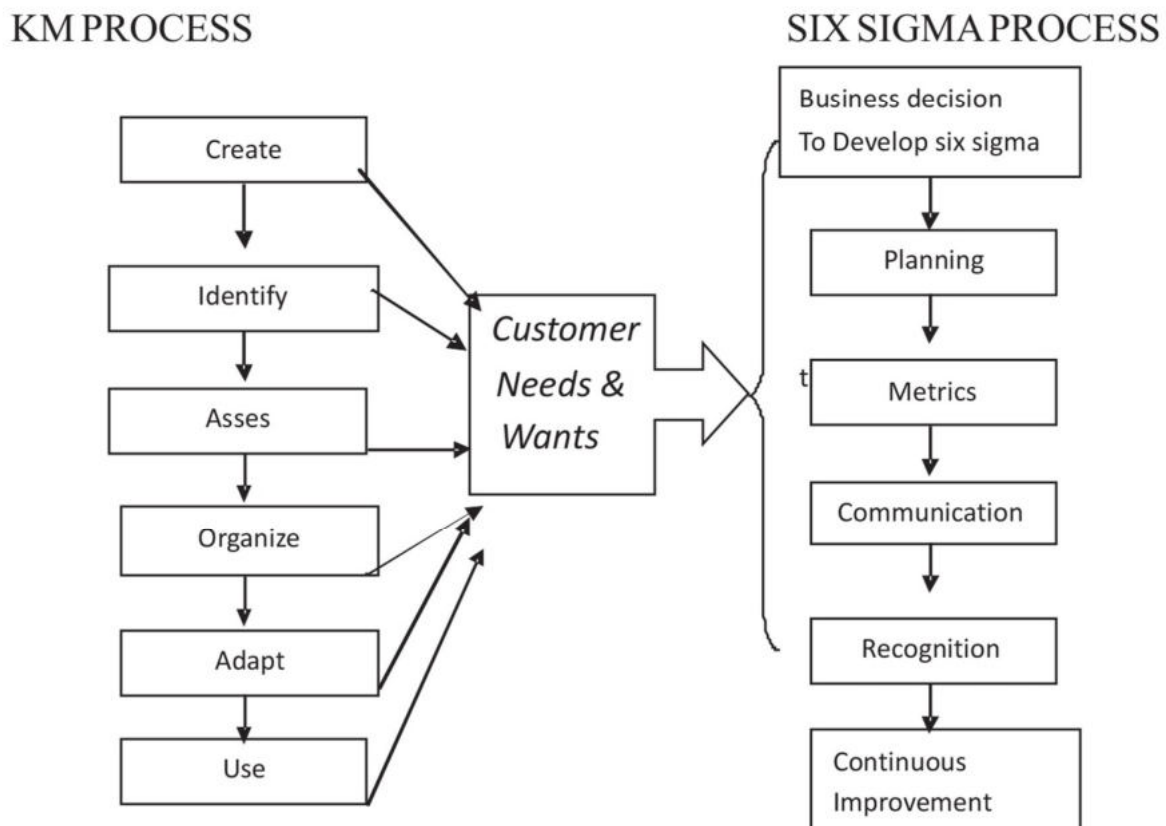 KM PROCESS
SIX SIGMA PROCESS
Create
Identify
Asses
Organize
Adapt
Use
Customer
Needs &
Wants
Business decision
To Develop six sigma
Planning
t
Metrics
Communication
Recognition
Continuous
Improvement